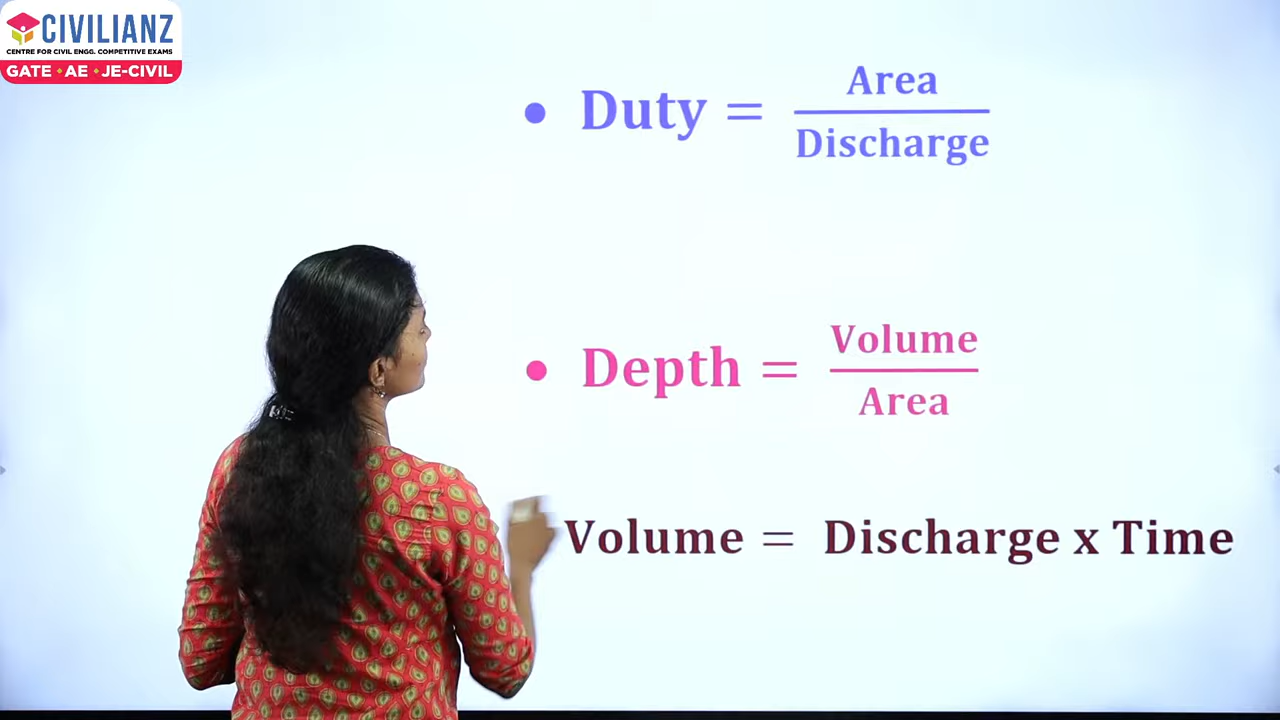 CIVILIANZ
CENTRE FOR CIVIL ENGG. COMPETITIVE EXAMS
GATE • AE • JE-CIVIL
• Duty = Area / Discharge
• Depth = Volume / Area
Volume = Discharge x Time